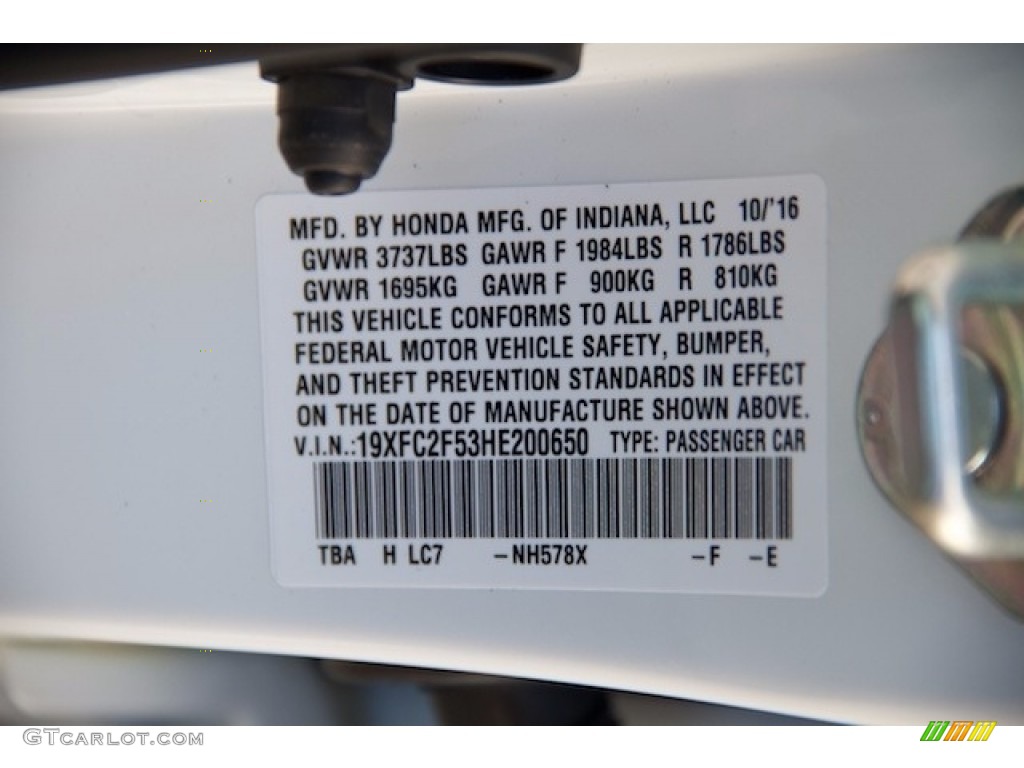 MFD. BY HONDA MFG. OF INDIANA, LLC 10/'16
GVWR 3737LBS GAWR F 1984LBS R 1786LBS
GVWR 1695KG GAWR F 900KG R 810KG
THIS VEHICLE CONFORMS TO ALL APPLICABLE
FEDERAL MOTOR VEHICLE SAFETY, BUMPER,
AND THEFT PREVENTION STANDARDS IN EFFECT
ON THE DATE OF MANUFACTURE SHOWN ABOVE.
V.I.N.:19XFC2F53HE200650 TYPE: PASSENGER CAR
TBA H LC7 -NH578X -F -E
GTCARLOT.COM